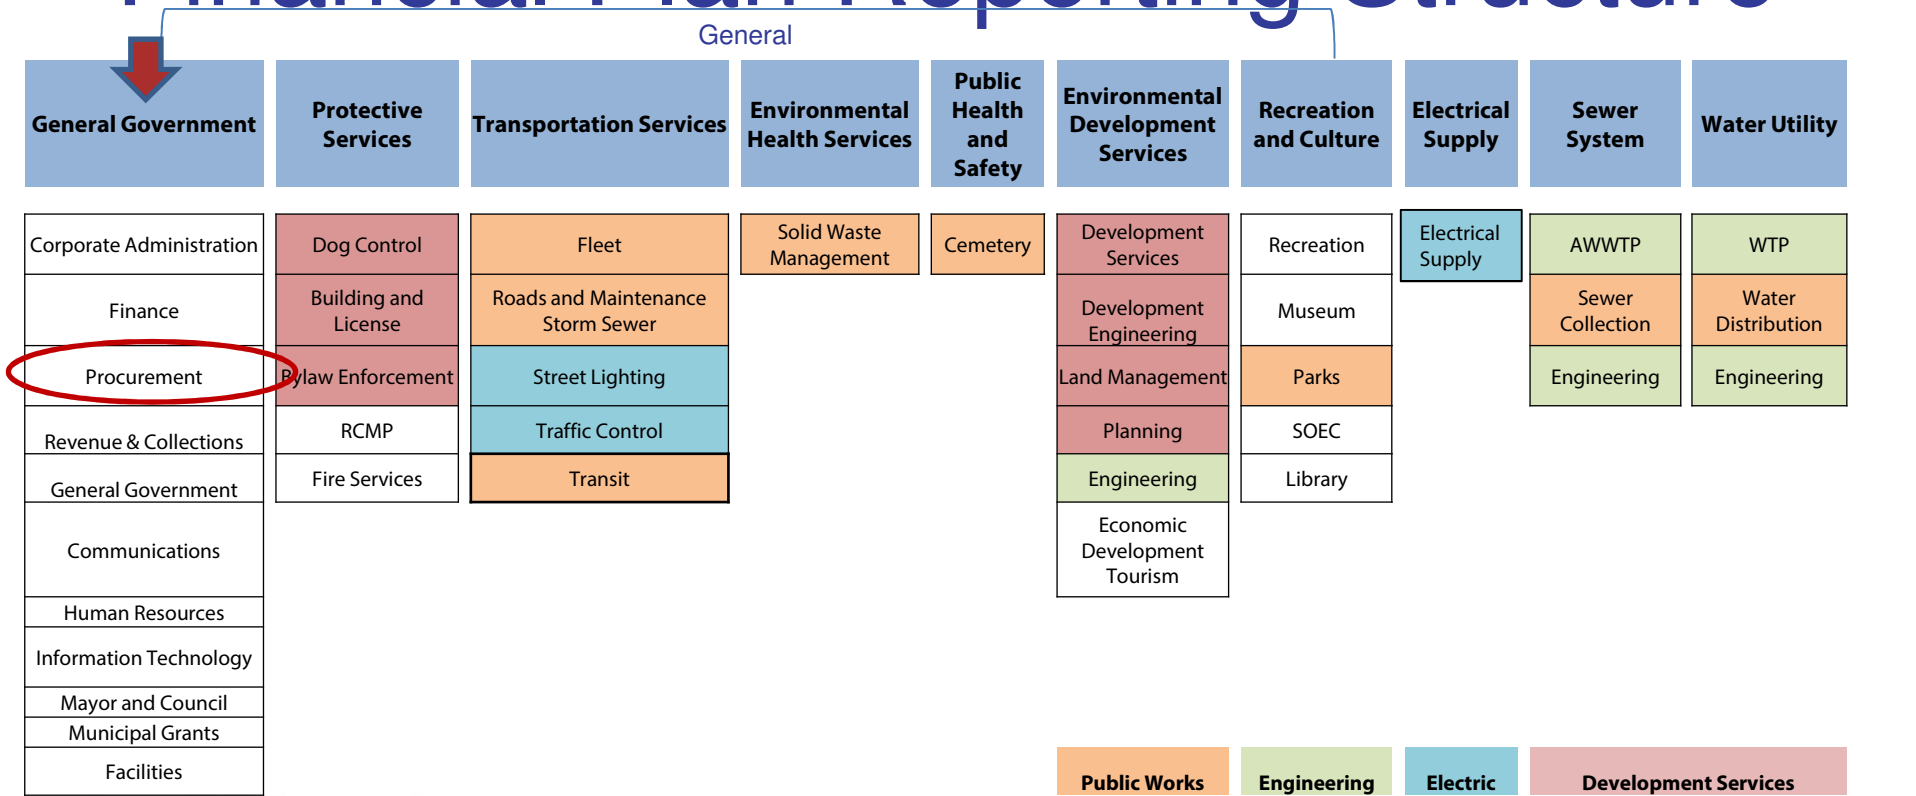 Financial Plan Reporting Structure
General
General Government
Protective
Services
Transportation Services
Environmental
Health Services
Public
Health
and
Safety
Environmental
Development
Services
Recreation
and Culture
Electrical
Supply
Sewer
System
Water Utility
Corporate Administration
Finance
Procurement
Revenue & Collections
General Government
Communications
Human Resources
Information Technology
Mayor and Council
Municipal Grants
Facilities
Dog Control
Building and
License
Bylaw Enforcement
RCMP
Fire Services
Fleet
Roads and Maintenance
Storm Sewer
Street Lighting
Traffic Control
Transit
Solid Waste
Management
Cemetery
Development
Services
Development
Engineering
Land Management
Planning
Engineering
Economic
Development
Tourism
Recreation
Museum
Parks
SOEC
Library
Electrical
Supply
AWWTP
Sewer
Collection
Engineering
WTP
Water
Distribution
Engineering
Public Works
Engineering
Electric
Development Services